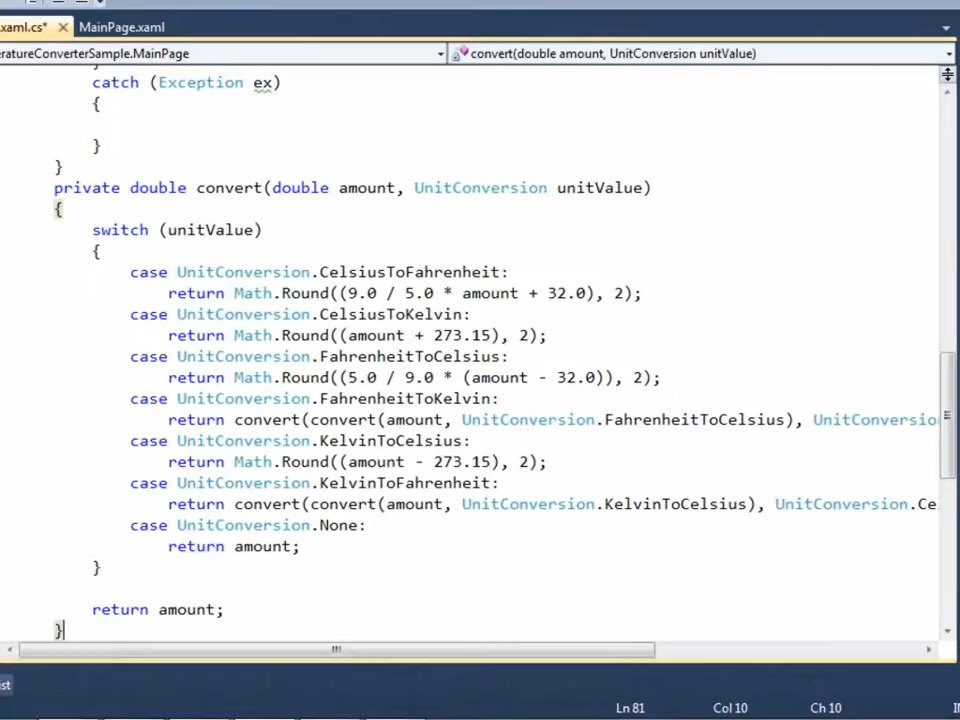 xaml.cs* MainPage.xaml
eratureConverterSample.MainPage convert(double amount, UnitConversion unitValue)
catch (Exception ex)
{
}
}
private double convert(double amount, UnitConversion unitValue)
{
switch (unitValue)
{
case UnitConversion.CelsiusToFahrenheit:
return Math.Round((9.0 / 5.0 * amount + 32.0), 2);
case UnitConversion.CelsiusToKelvin:
return Math.Round((amount + 273.15), 2);
case UnitConversion.FahrenheitToCelsius:
return Math.Round((5.0 / 9.0 * (amount - 32.0)), 2);
case UnitConversion.FahrenheitToKelvin:
return convert(convert(amount, UnitConversion.FahrenheitToCelsius), UnitConversio
case UnitConversion.KelvinToCelsius:
return Math.Round((amount - 273.15), 2);
case UnitConversion.KelvinToFahrenheit:
return convert(convert(amount, UnitConversion.KelvinToCelsius), UnitConversion.Ce
case UnitConversion.None:
return amount;
}
return amount;
}
st
Ln 81 Col 10 Ch 10